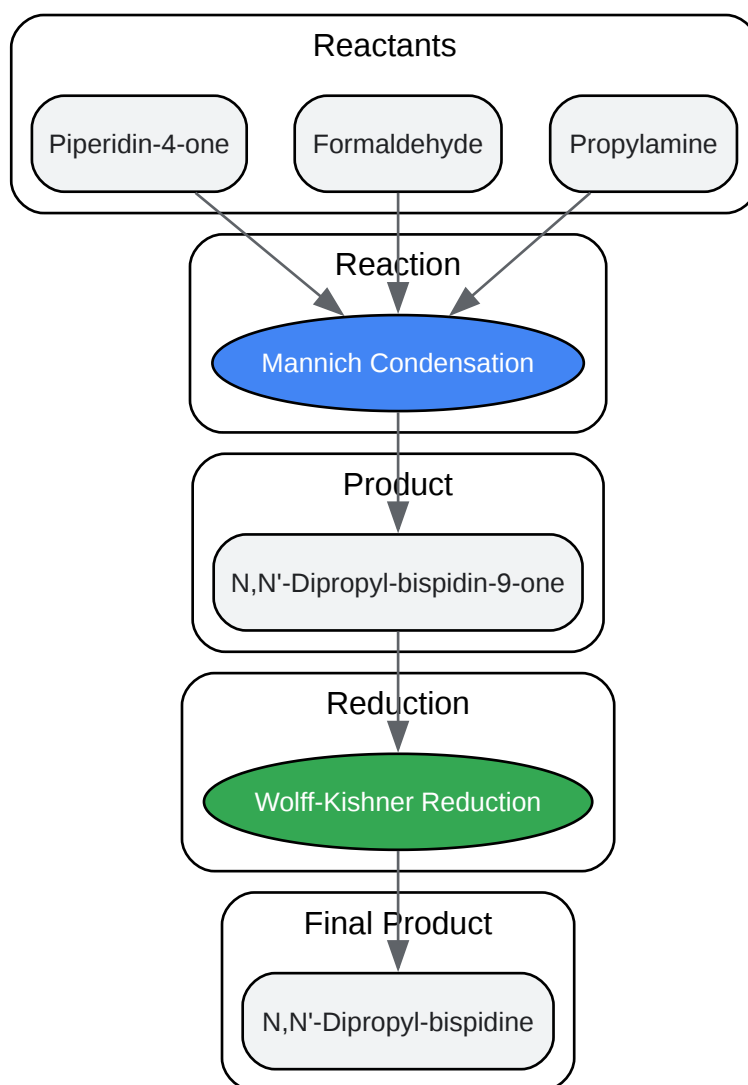 Reactants
Piperidin-4-one
Formaldehyde
Propylamine
Reaction
Mannich Condensation
Product
N,N'-Dipropyl-bispidin-9-one
Reduction
Wolff-Kishner Reduction
Final Product
N,N'-Dipropyl-bispidine